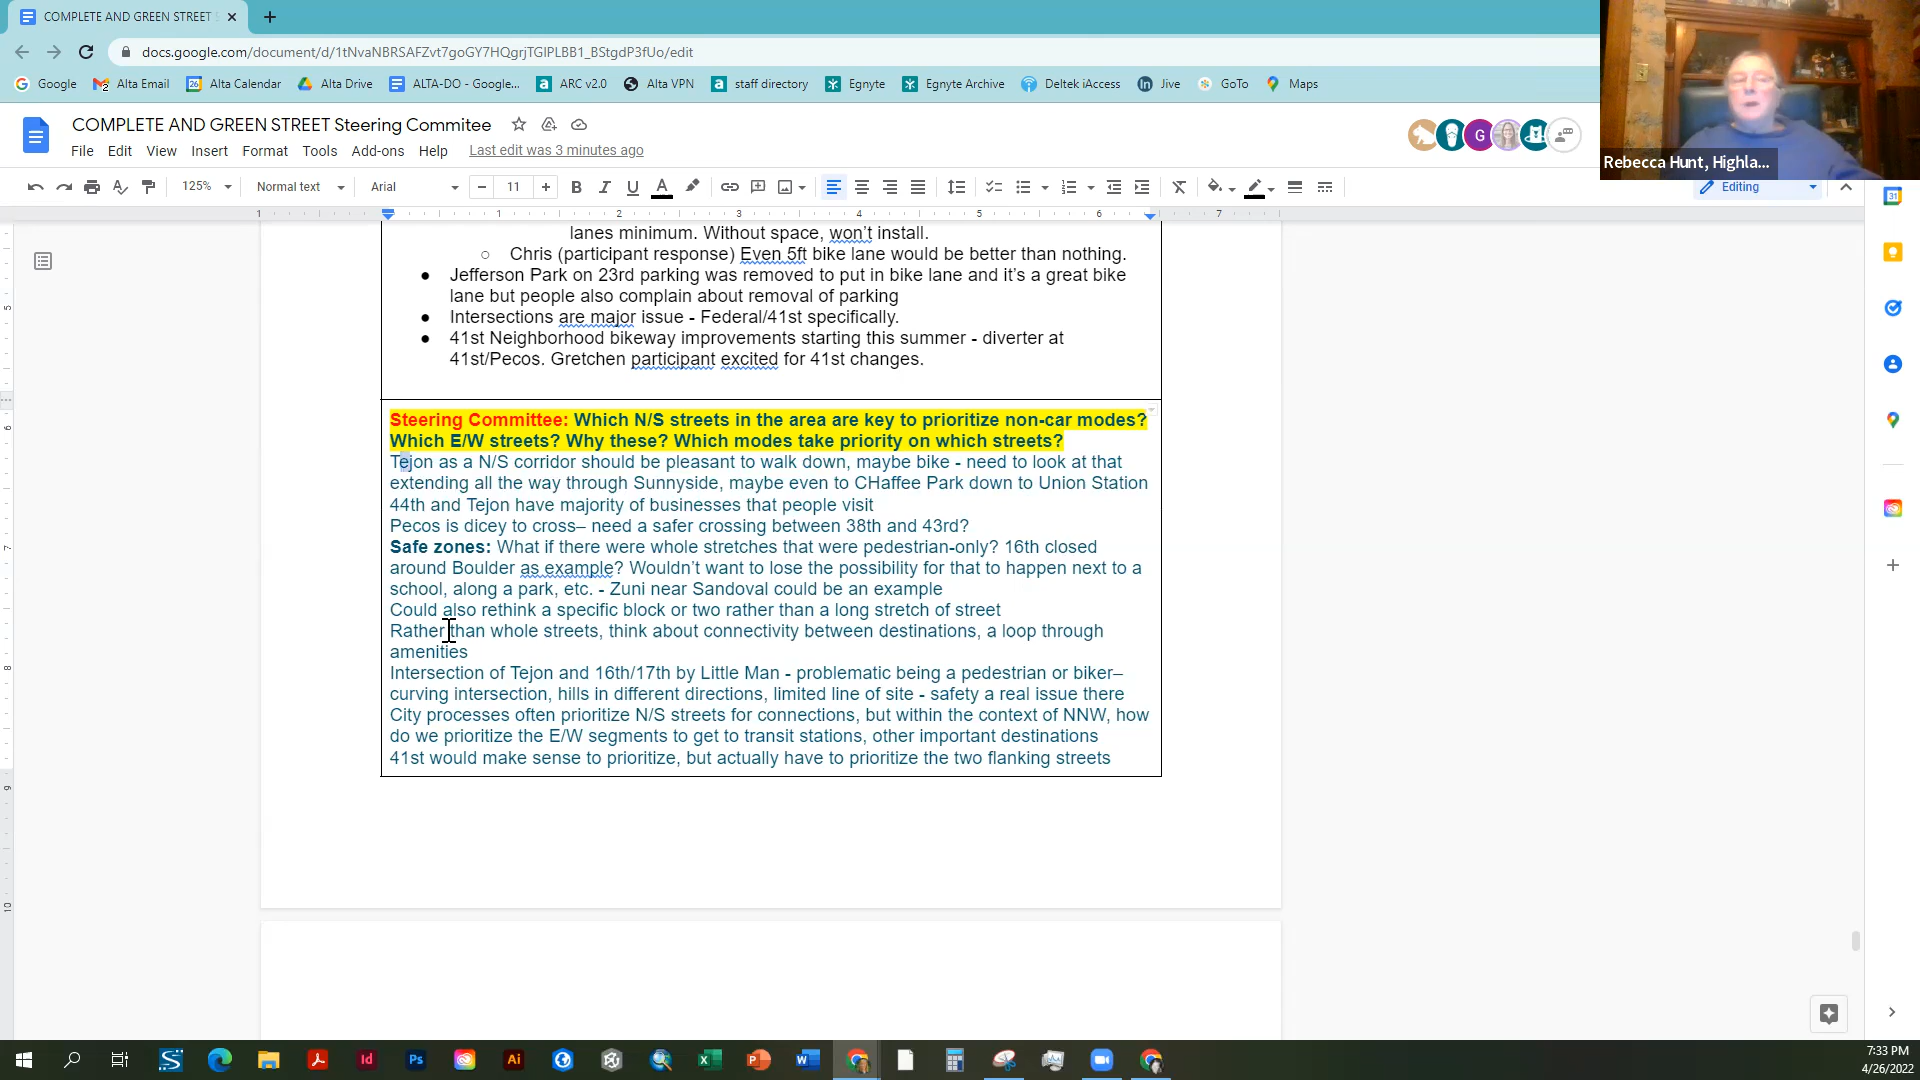 COMPLETE AND GREEN STREET S
docs.google.com/document/d/1tNvaNBRSAFZvt7goGY7HQgrjTGIPLBB1_BStgdP3fUo/edit
Google Alta Email Alta Calendar Alta Drive ALTA-DO - Google... ARC v2.0 Alta VPN staff directory Egnyte Egnyte Archive Deltek iAccess Jive GoTo Maps
COMPLETE AND GREEN STREET Steering Commitee
File Edit View Insert Format Tools Add-ons Help Last edit was 3 minutes ago
G
Rebecca Hunt, Highla...
125% Normal text Arial 11 Editing
1 1 2 3 4 5 6 7
lanes minimum. Without space, won't install.
Chris (participant response) Even 5ft bike lane would be better than nothing.
Jefferson Park on 23rd parking was removed to put in bike lane and it's a great bike
lane but people also complain about removal of parking
Intersections are major issue - Federal/41st specifically.
41st Neighborhood bikeway improvements starting this summer - diverter at
41st/Pecos. Gretchen participant excited for 41st changes.
Steering Committee: Which N/S streets in the area are key to prioritize non-car modes?
Which E/W streets? Why these? Which modes take priority on which streets?
Tejon as a N/S corridor should be pleasant to walk down, maybe bike - need to look at that
extending all the way through Sunnyside, maybe even to CHaffee Park down to Union Station
44th and Tejon have majority of businesses that people visit
Pecos is dicey to cross– need a safer crossing between 38th and 43rd?
Safe zones: What if there were whole stretches that were pedestrian-only? 16th closed
around Boulder as example? Wouldn't want to lose the possibility for that to happen next to a
school, along a park, etc. - Zuni near Sandoval could be an example
Could also rethink a specific block or two rather than a long stretch of street
Rather than whole streets, think about connectivity between destinations, a loop through
amenities
Intersection of Tejon and 16th/17th by Little Man - problematic being a pedestrian or biker–
curving intersection, hills in different directions, limited line of site - safety a real issue there
City processes often prioritize N/S streets for connections, but within the context of NNW, how
do we prioritize the E/W segments to get to transit stations, other important destinations
41st would make sense to prioritize, but actually have to prioritize the two flanking streets
7:33 PM
4/26/2022